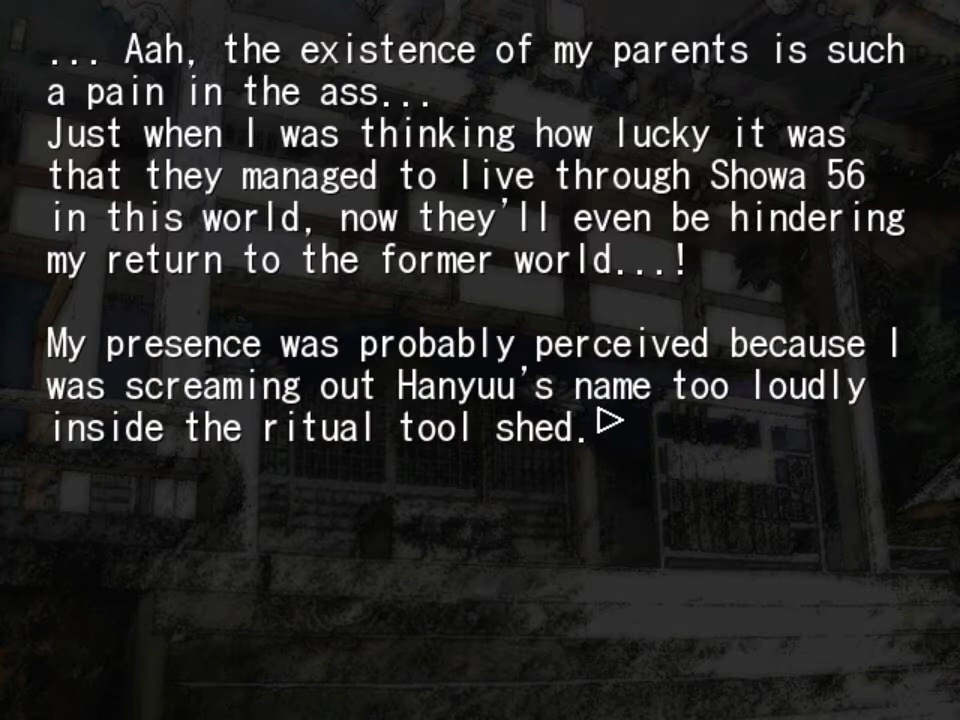 ... Aah, the existence of my parents is such
a pain in the ass...
Just when I was thinking how lucky it was
that they managed to live through Showa 56
in this world, now they'll even be hindering
my return to the former world...!
My presence was probably perceived because I
was screaming out Hanyuu's name too loudly
inside the ritual tool shed.